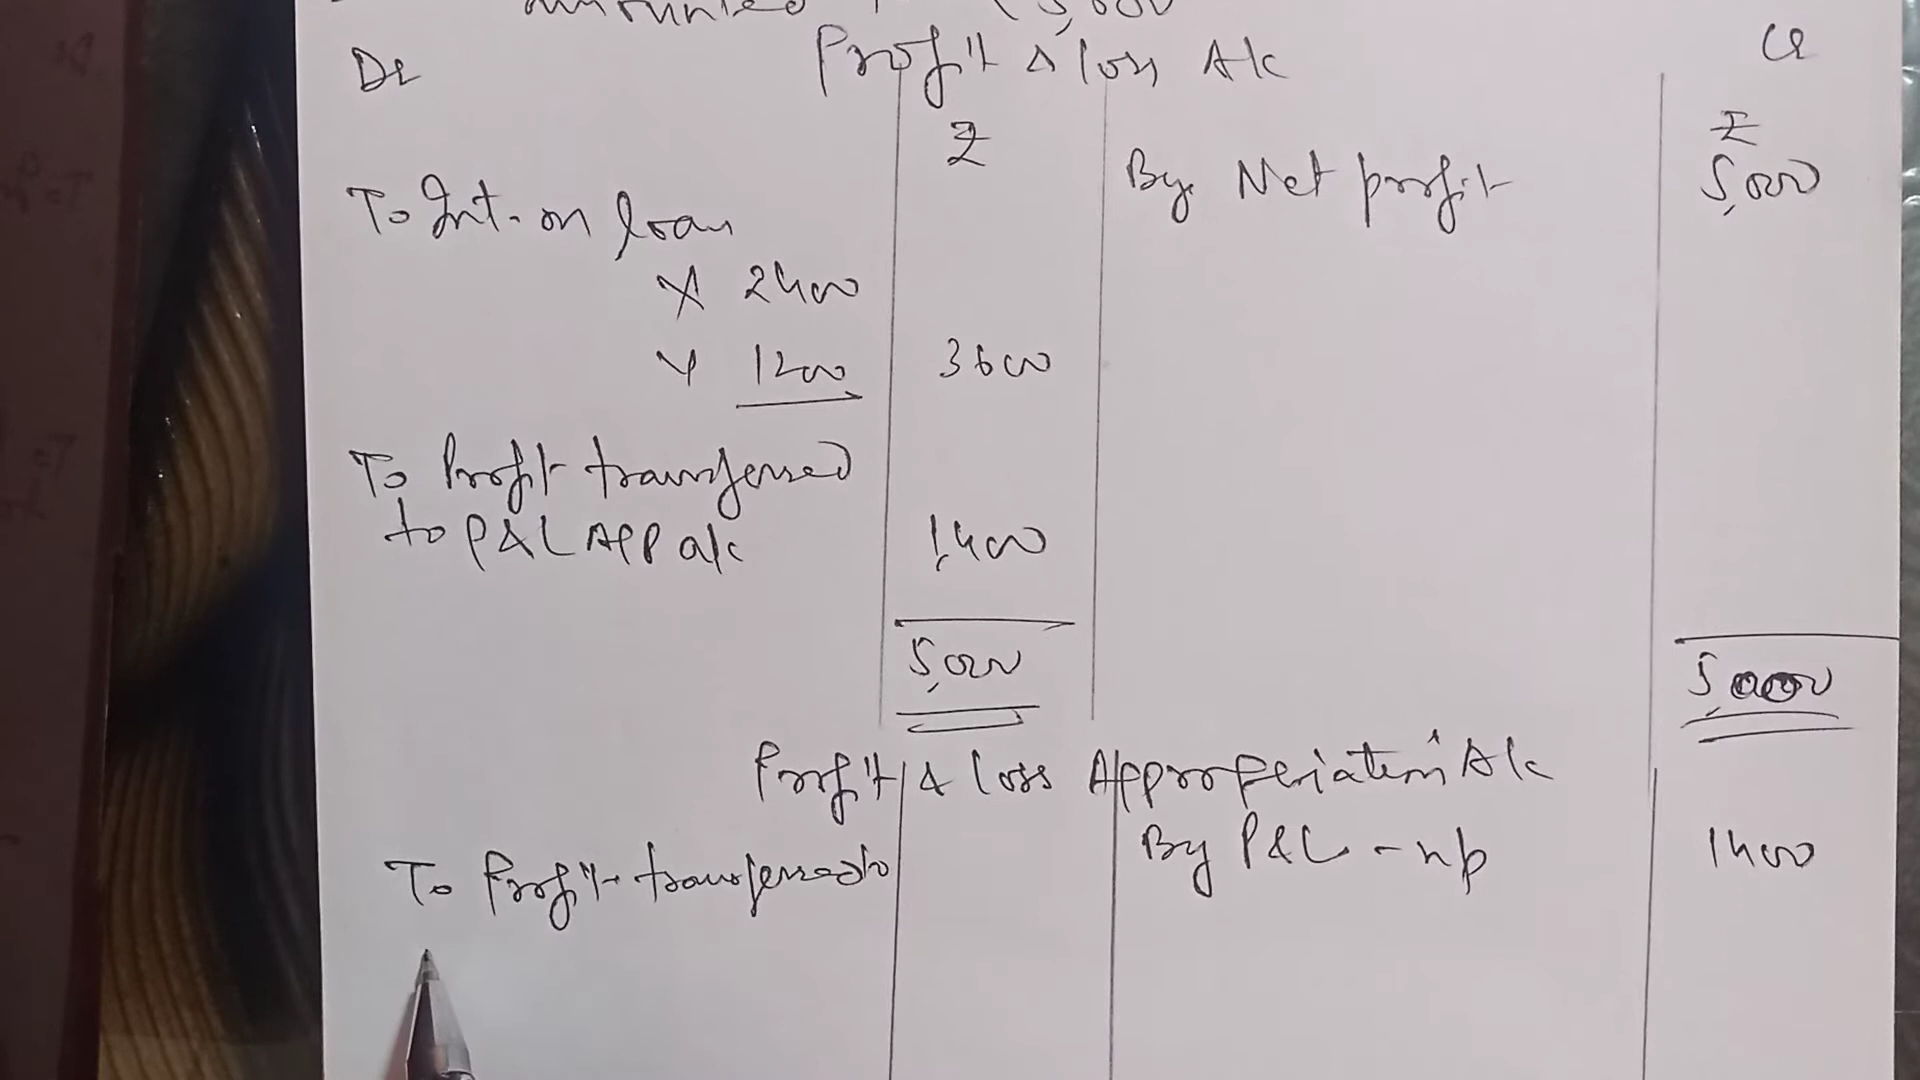 amounted
Dr Profit & loss A/c Cr
₹ ₹
By Net profit 5,000
To Int. on loan
X 2400
Y 1200 3600
To Profit transferred
to P&L APP a/c 1,400
5,000 5,000
Profit & loss Appropriation A/c
By P&L - np 1400
To Profit transferred to